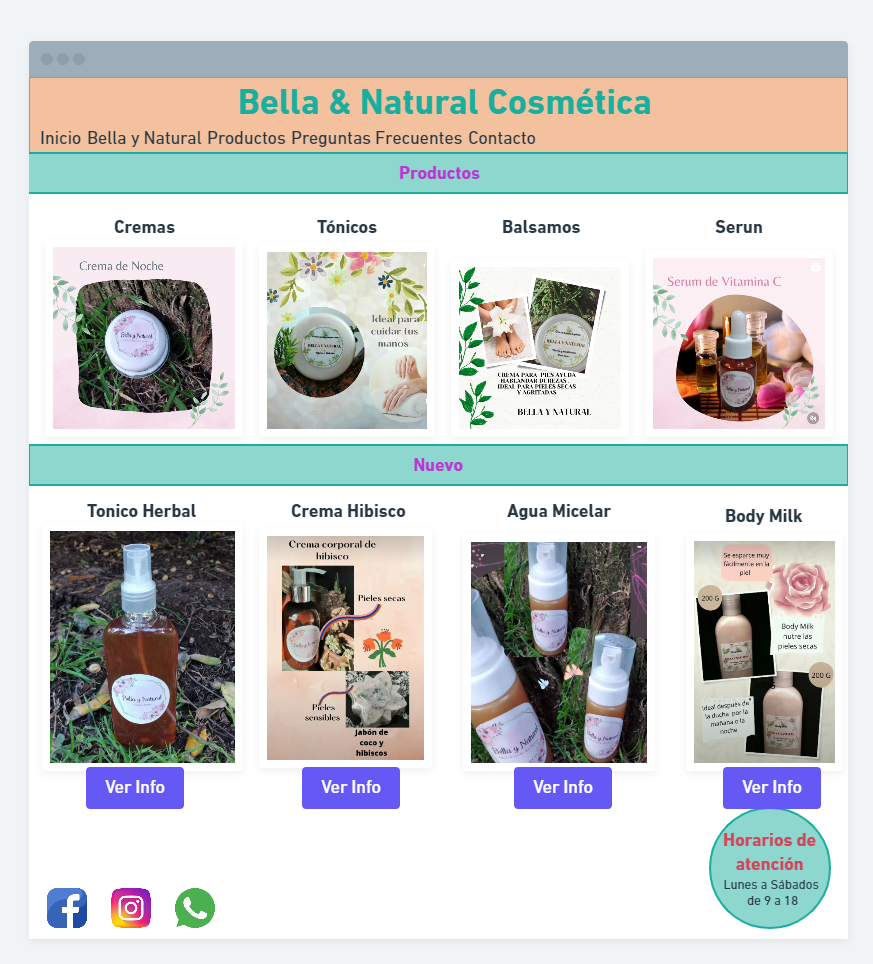 Bella & Natural Cosmética
Inicio Bella y Natural Productos Preguntas Frecuentes Contacto
Productos
Cremas
Tónicos
Balsamos
Serun
Crema de Noche
Bella y Natural
Ideal para
cuidar tus
manos
BELLA Y NATURAL
CREMA PARA PIES AYUDA
HABLANDAR DUREZAS .
IDEAL PARA PIELES SECAS
Y AGRITADAS.
BELLA Y NATURAL
Serum de Vitamina C
Nuevo
Tonico Herbal
Crema Hibisco
Agua Micelar
Body Milk
Bella y Natural
Crema corporal de
hibisco
Pieles secas
Pieles
sensibles
Jabón de
coco y
hibiscos
Bella y Natural
Se esparce muy
fácilmente en la
piel
200 G
Body Milk
nutre las
pieles secas
200 G
Ideal después de
la ducha por la
mañana o la
noche
Ver Info
Ver Info
Ver Info
Ver Info
Horarios de
atención
Lunes a Sábados
de 9 a 18